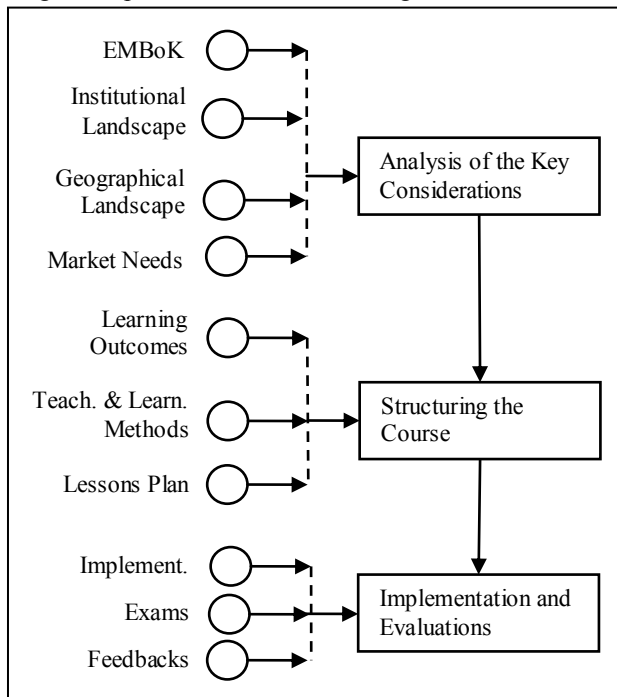 EMBoK
Institutional
Landscape
Geographical
Landscape
Market Needs
Analysis of the Key
Considerations
Learning
Outcomes
Teach. & Learn.
Methods
Lessons Plan
Structuring the
Course
Implement.
Exams
Feedbacks
Implementation and
Evaluations